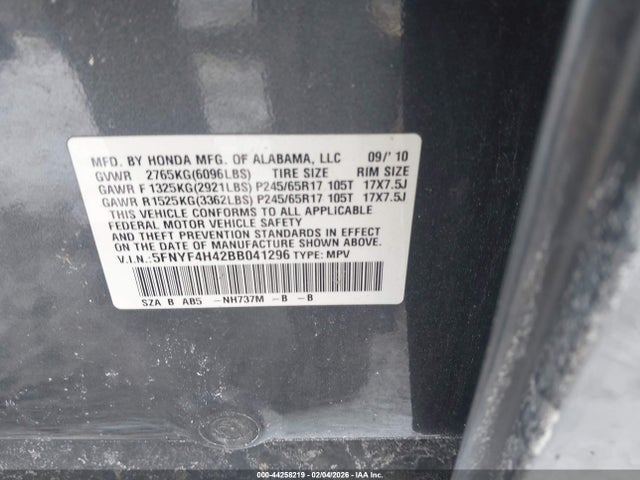 MFD. BY HONDA MFG. OF ALABAMA, LLC 09/'10
GVWR 2765KG(6096LBS) TIRE SIZE RIM SIZE
GAWR F1325KG(2921LBS) P245/65R17 105T 17X7.5J
GAWR R1525KG(3362LBS) P245/65R17 105T 17X7.5J
THIS VEHICLE CONFORMS TO ALL APPLICABLE
FEDERAL MOTOR VEHICLE SAFETY
AND THEFT PREVENTION STANDARDS IN EFFECT
ON THE DATE OF MANUFACTURE SHOWN ABOVE.
V.I.N.:5FNYF4H42BB041296 TYPE: MPV
SZA B AB5 -NH737M -B -B
000-44258219 - 02/04/2026 - IAA Inc.